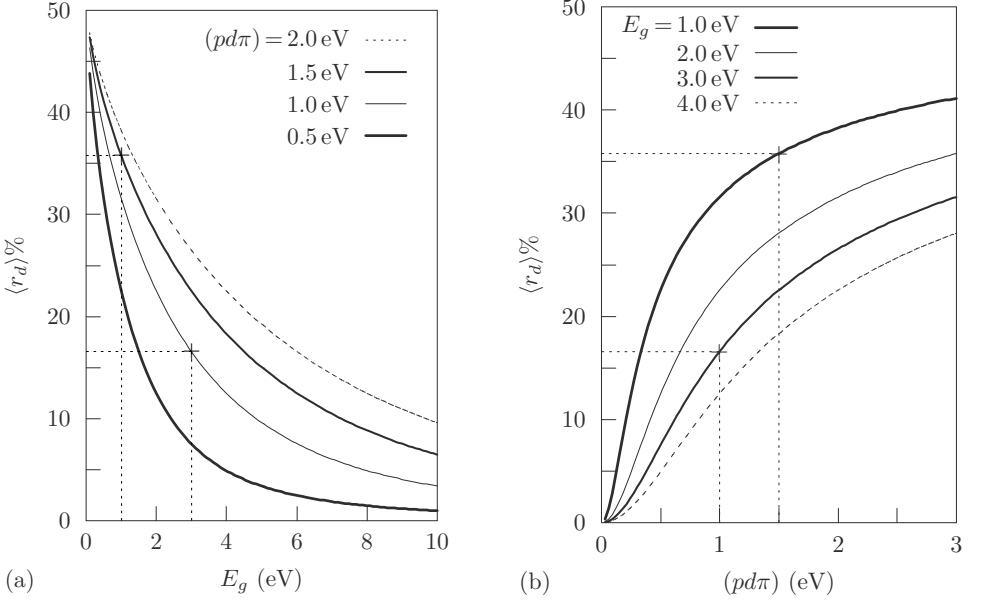 50
40
30
20
10
0
⟨r_d⟩%
(pdπ) = 2.0 eV
1.5 eV
1.0 eV
0.5 eV
0 2 4 6 8 10
(a) E_g (eV)
50
40
30
20
10
0
⟨r_d⟩%
E_g = 1.0 eV
2.0 eV
3.0 eV
4.0 eV
0 1 2 3
(b) (pdπ) (eV)